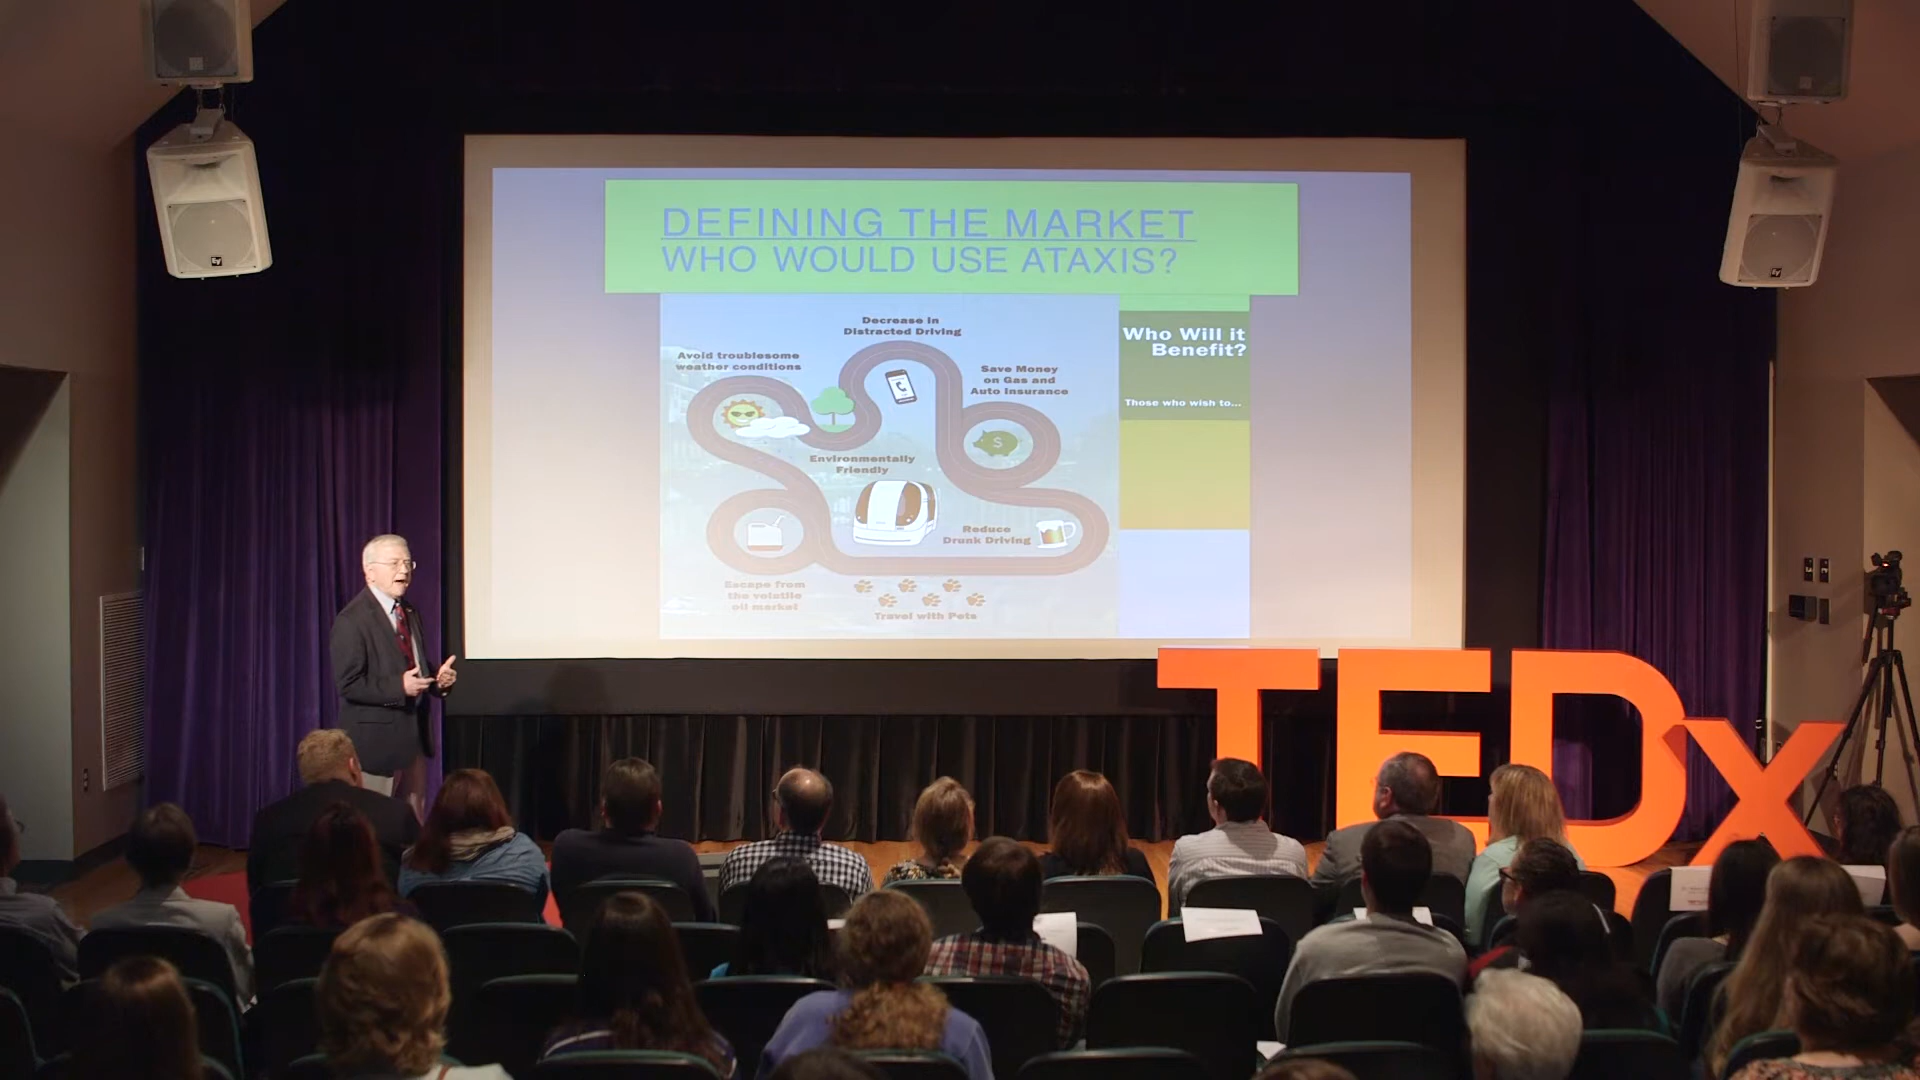 DEFINING THE MARKET
WHO WOULD USE ATAXIS?
Decrease in
Distracted Driving
Avoid troublesome
weather conditions
Save Money
on Gas and
Auto Insurance
Who Will it
Benefit?
Those who wish to...
$
Environmentally
Friendly
Reduce
Drunk Driving
Escape from
the volatile
oil market
Travel with Pets
TEDx
EV
EV